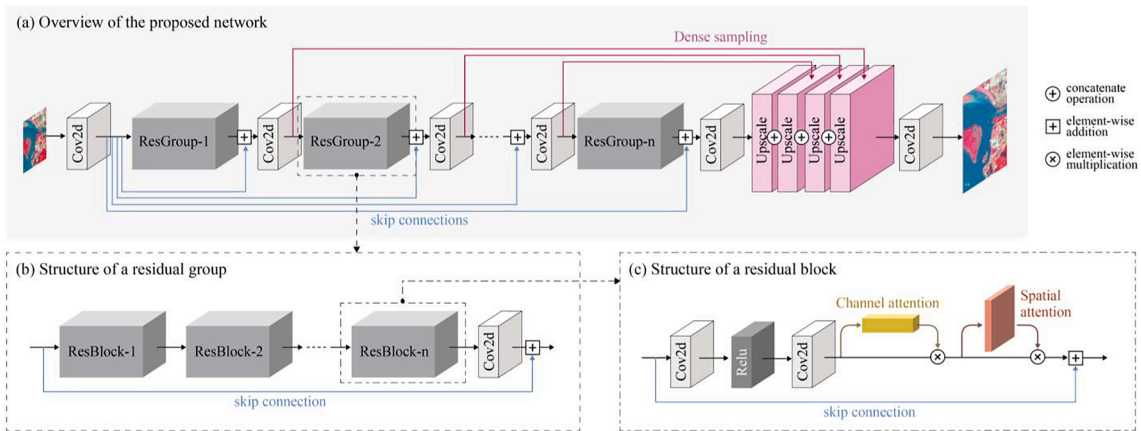 (a) Overview of the proposed network
Dense sampling
Cov2d
ResGroup-1
Cov2d
ResGroup-2
Cov2d
Cov2d
ResGroup-n
Cov2d
Upscale
Upscale
Upscale
Upscale
Cov2d
skip connections
concatenate
operation
element-wise
addition
element-wise
multiplication
(b) Structure of a residual group
ResBlock-1
ResBlock-2
ResBlock-n
Cov2d
skip connection
(c) Structure of a residual block
Channel attention
Spatial
attention
Cov2d
Relu
Cov2d
skip connection